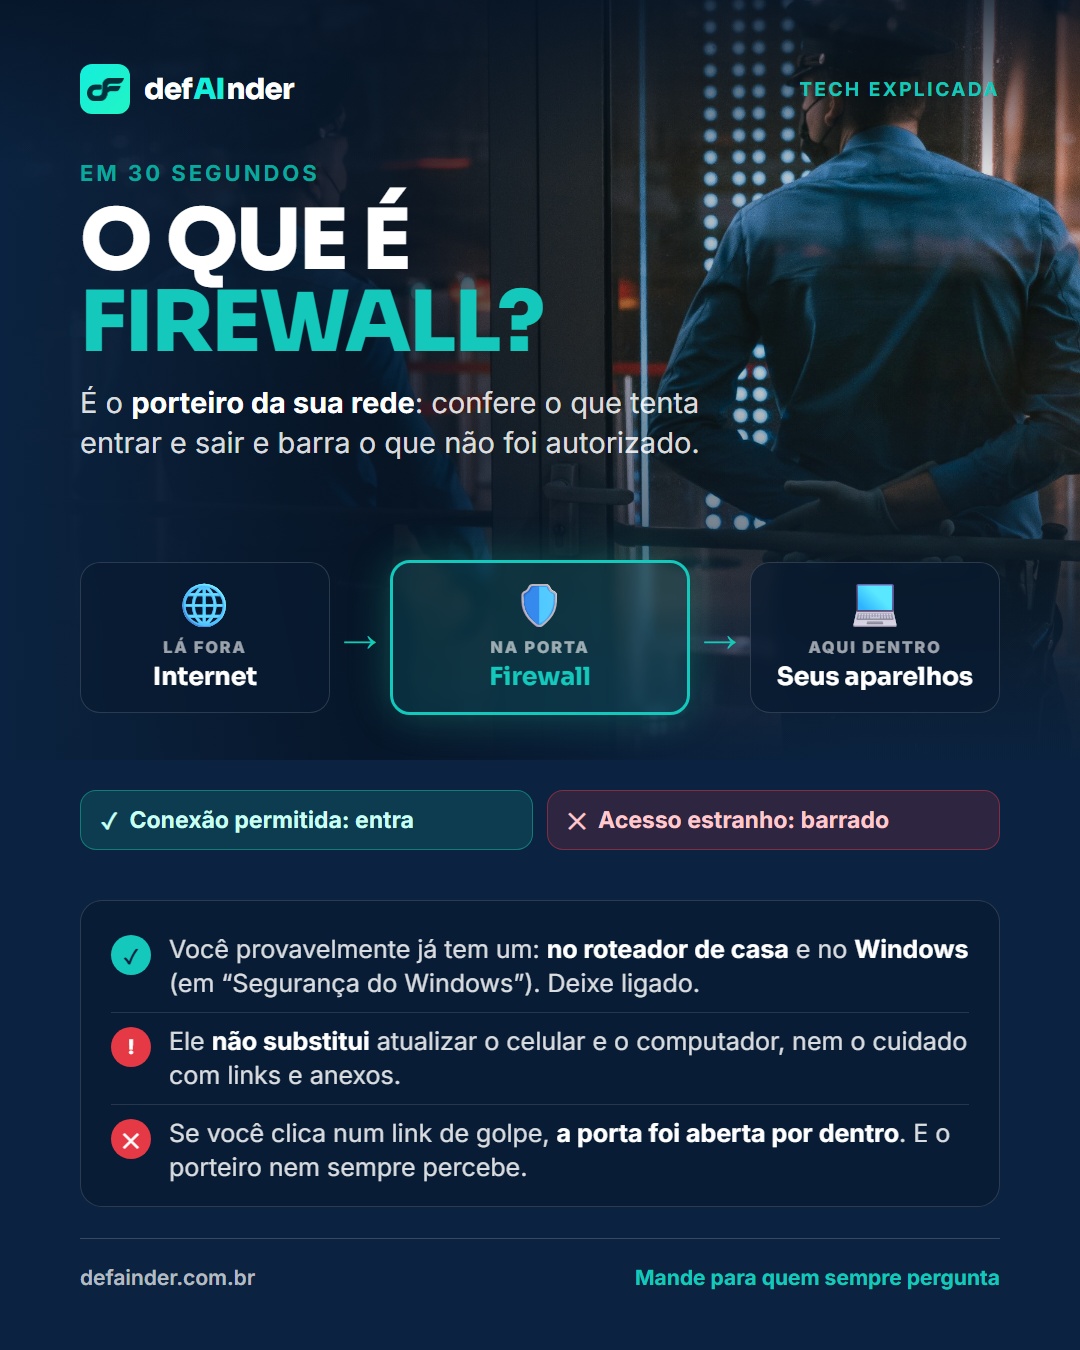 defAInder
TECH EXPLICADA
EM 30 SEGUNDOS
O QUE É
FIREWALL?
É o porteiro da sua rede: confere o que tenta
entrar e sair e barra o que não foi autorizado.
LÁ FORA
Internet
→
NA PORTA
Firewall
→
AQUI DENTRO
Seus aparelhos
✓ Conexão permitida: entra
✕ Acesso estranho: barrado
✓ Você provavelmente já tem um: no roteador de casa e no Windows
(em “Segurança do Windows”). Deixe ligado.
! Ele não substitui atualizar o celular e o computador, nem o cuidado
com links e anexos.
✕ Se você clica num link de golpe, a porta foi aberta por dentro. E o
porteiro nem sempre percebe.
defainder.com.br
Mande para quem sempre pergunta